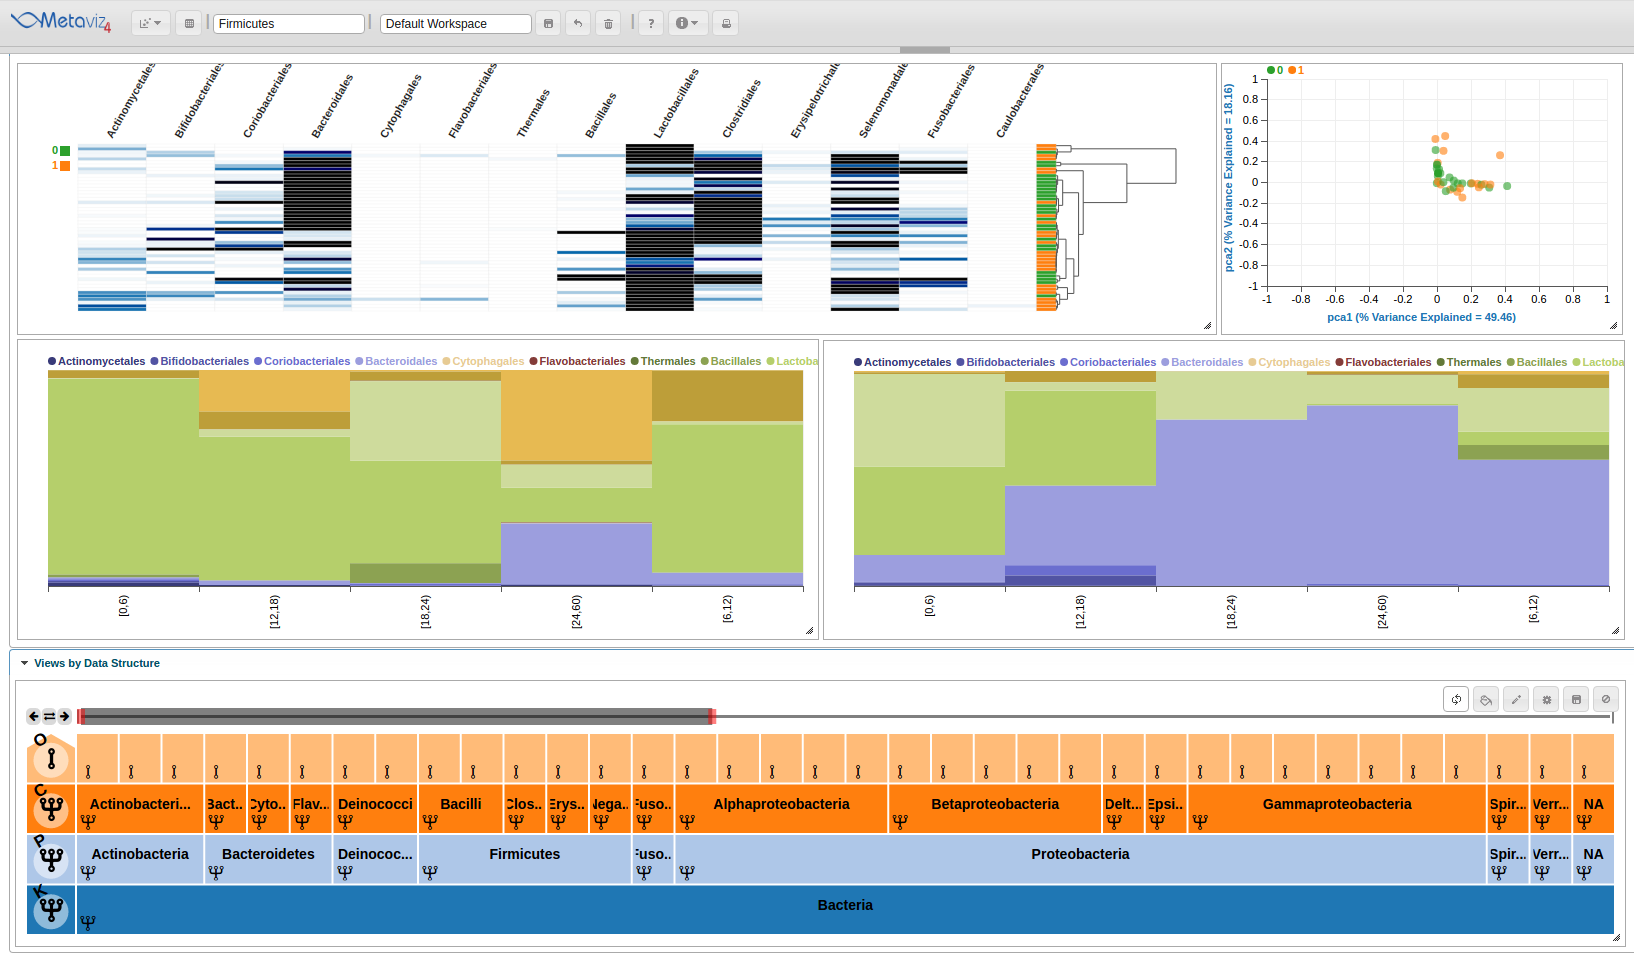 Metaviz 4 Firmicutes Default Workspace ?
Actinomycetales Bifidobacteriales Coriobacteriales Bacteroidales Cytophagales Flavobacteriales Thermales Bacillales Lactobacillales Clostridiales Erysipelotrichale Selenomonadale Fusobacteriales Caulobacterales
0
1
0 1
pca2 (% Variance Explained = 18.16)
1
0.8
0.6
0.4
0.2
0
-0.2
-0.4
-0.6
-0.8
-1
-1 -0.8 -0.6 -0.4 -0.2 0 0.2 0.4 0.6 0.8 1
pca1 (% Variance Explained = 49.46)
Actinomycetales Bifidobacteriales Coriobacteriales Bacteroidales Cytophagales Flavobacteriales Thermales Bacillales Lactoba
[0,6) [12,18) [18,24) [24,60) [6,12)
Actinomycetales Bifidobacteriales Coriobacteriales Bacteroidales Cytophagales Flavobacteriales Thermales Bacillales Lactoba
[0,6) [12,18) [18,24) [24,60) [6,12)
Views by Data Structure
O
C Actinobacteri... Bact.. Cyto.. Flav.. Deinococci Bacilli Clos.. Erys.. Nega.. Fuso.. Alphaproteobacteria Betaproteobacteria Delt... Epsi... Gammaproteobacteria Spir... Verr... NA
P Actinobacteria Bacteroidetes Deinococ... Firmicutes Fuso.. Proteobacteria Spir... Verr... NA
K Bacteria